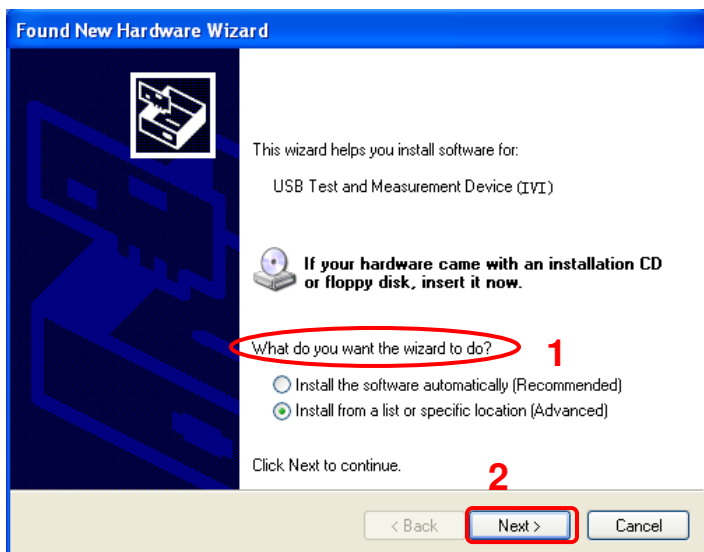 Found New Hardware Wizard
This wizard helps you install software for:
USB Test and Measurement Device (IVI)
If your hardware came with an installation CD
or floppy disk, insert it now.
What do you want the wizard to do?
1
Install the software automatically (Recommended)
Install from a list or specific location (Advanced)
Click Next to continue.
2
< Back
Next >
Cancel